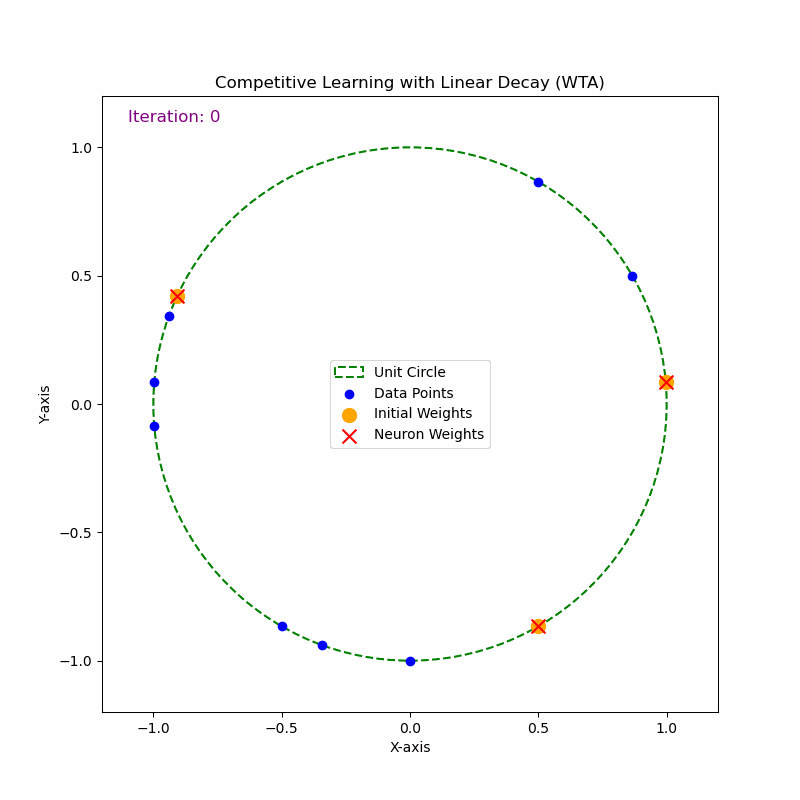 Competitive Learning with Linear Decay (WTA)
Iteration: 0
1.0
0.5
0.0
−0.5
−1.0
Y-axis
Unit Circle
Data Points
Initial Weights
Neuron Weights
−1.0 −0.5 0.0 0.5 1.0
X-axis